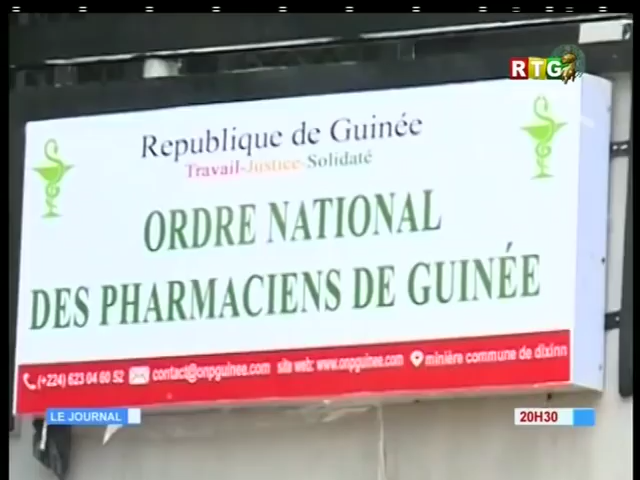 RTG
Republique de Guinée
Travail-Justice-Solidaté
ORDRE NATIONAL
DES PHARMACIENS DE GUINÉE
(+224) 623 04 60 52 contact@onpguinee.com site web: www.onpguinee.com minière commune de dixinn
LE JOURNAL
20H30